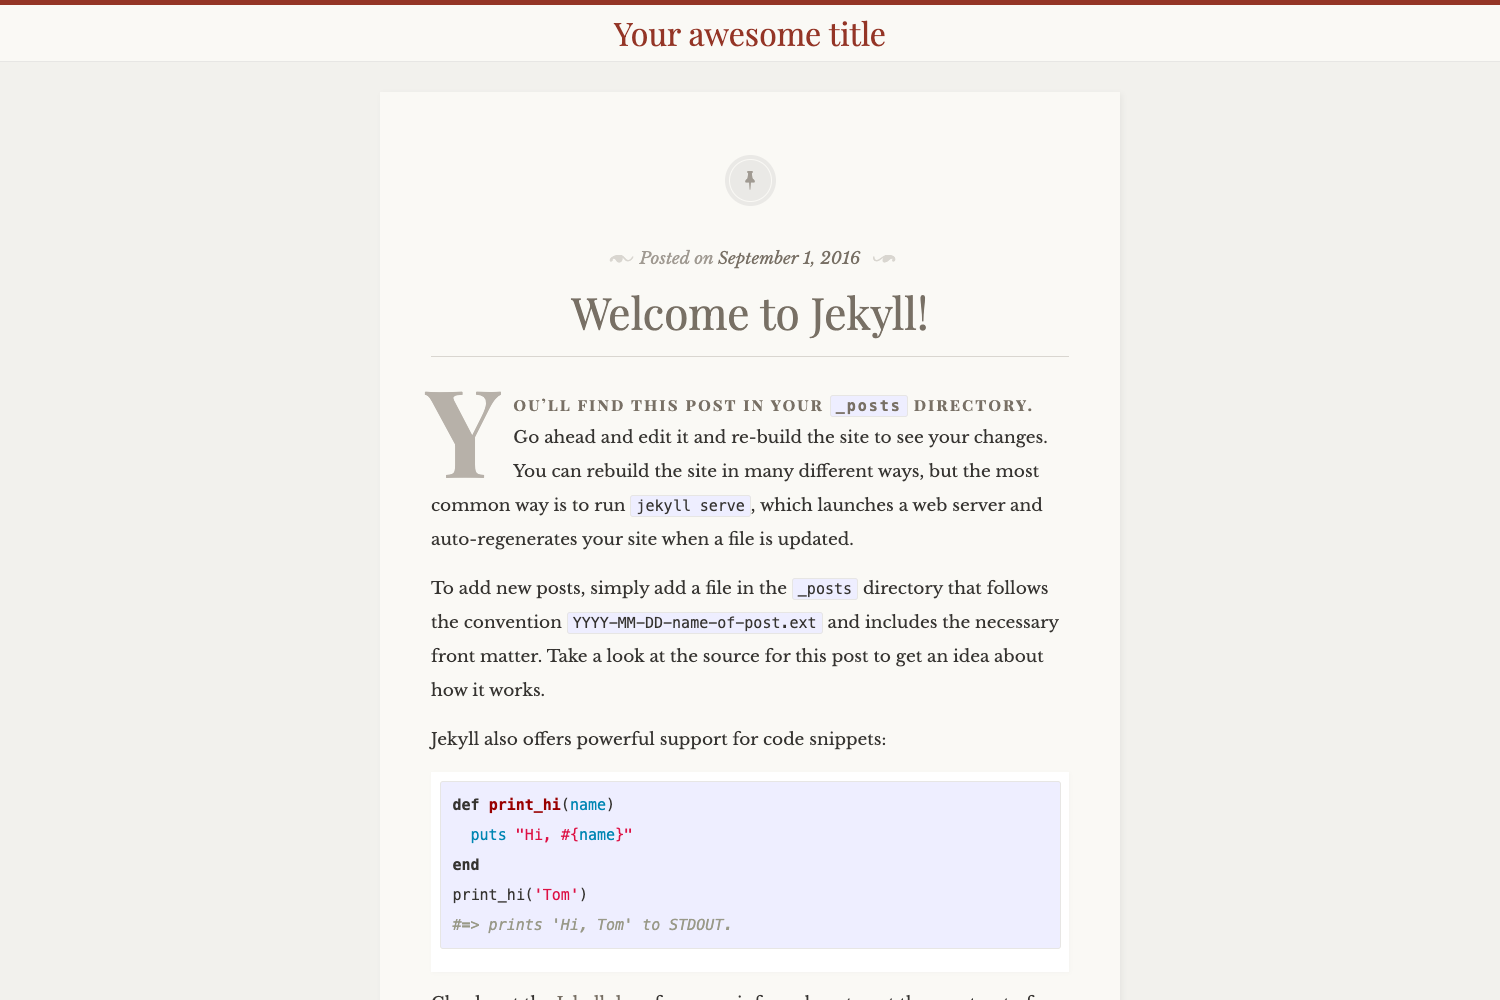 Your awesome title
Posted on September 1, 2016
Welcome to Jekyll!
YOU’LL FIND THIS POST IN YOUR _posts DIRECTORY.
Go ahead and edit it and re-build the site to see your changes.
You can rebuild the site in many different ways, but the most
common way is to run jekyll serve, which launches a web server and
auto-regenerates your site when a file is updated.
To add new posts, simply add a file in the _posts directory that follows
the convention YYYY-MM-DD-name-of-post.ext and includes the necessary
front matter. Take a look at the source for this post to get an idea about
how it works.
Jekyll also offers powerful support for code snippets:
def print_hi(name)
  puts "Hi, #{name}"
end
print_hi('Tom')
#=> prints 'Hi, Tom' to STDOUT.